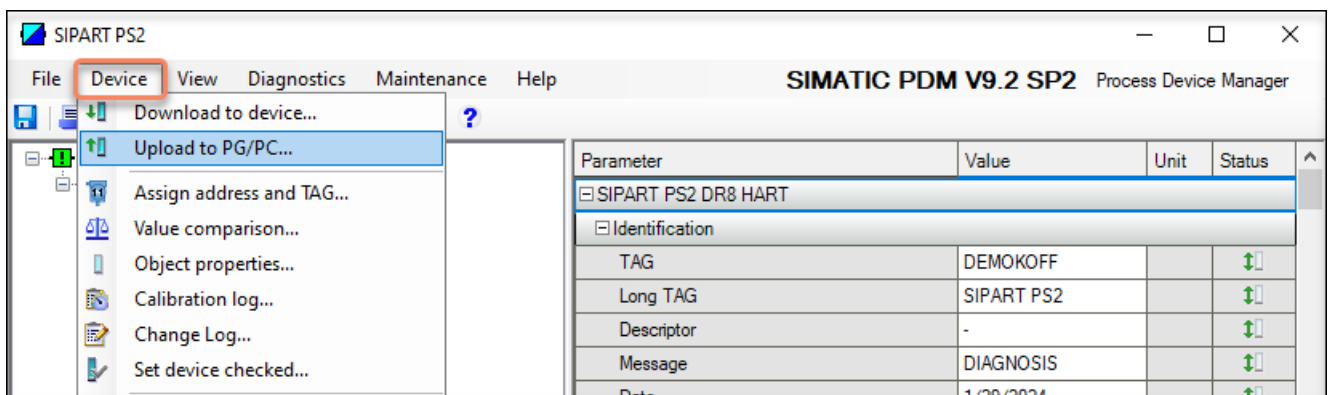 SIPART PS2
File Device View Diagnostics Maintenance Help SIMATIC PDM V9.2 SP2 Process Device Manager
Download to device...
Upload to PG/PC...
Assign address and TAG...
Value comparison...
Object properties...
Calibration log...
Change Log...
Set device checked...
Parameter Value Unit Status
SIPART PS2 DR8 HART
Identification
TAG DEMOKOFF
Long TAG SIPART PS2
Descriptor -
Message DIAGNOSIS